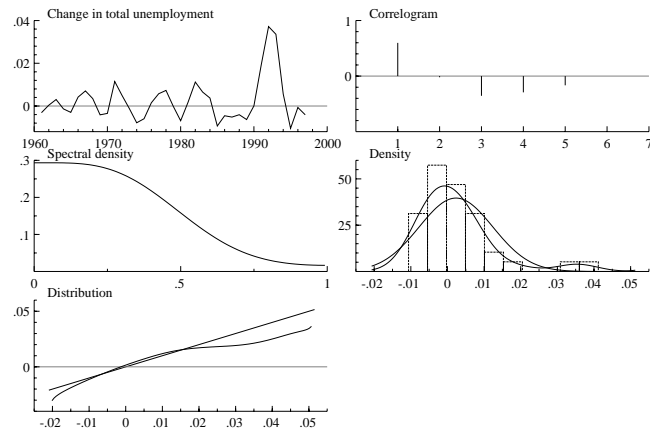 Change in total unemployment
.04
.02
0
1960 1970 1980 1990 2000
Correlogram
1
0
1 2 3 4 5 6 7
Spectral density
.3
.2
.1
0 .5 1
Density
50
25
-.02 -.01 0 .01 .02 .03 .04 .05
Distribution
.05
0
-.02 -.01 0 .01 .02 .03 .04 .05